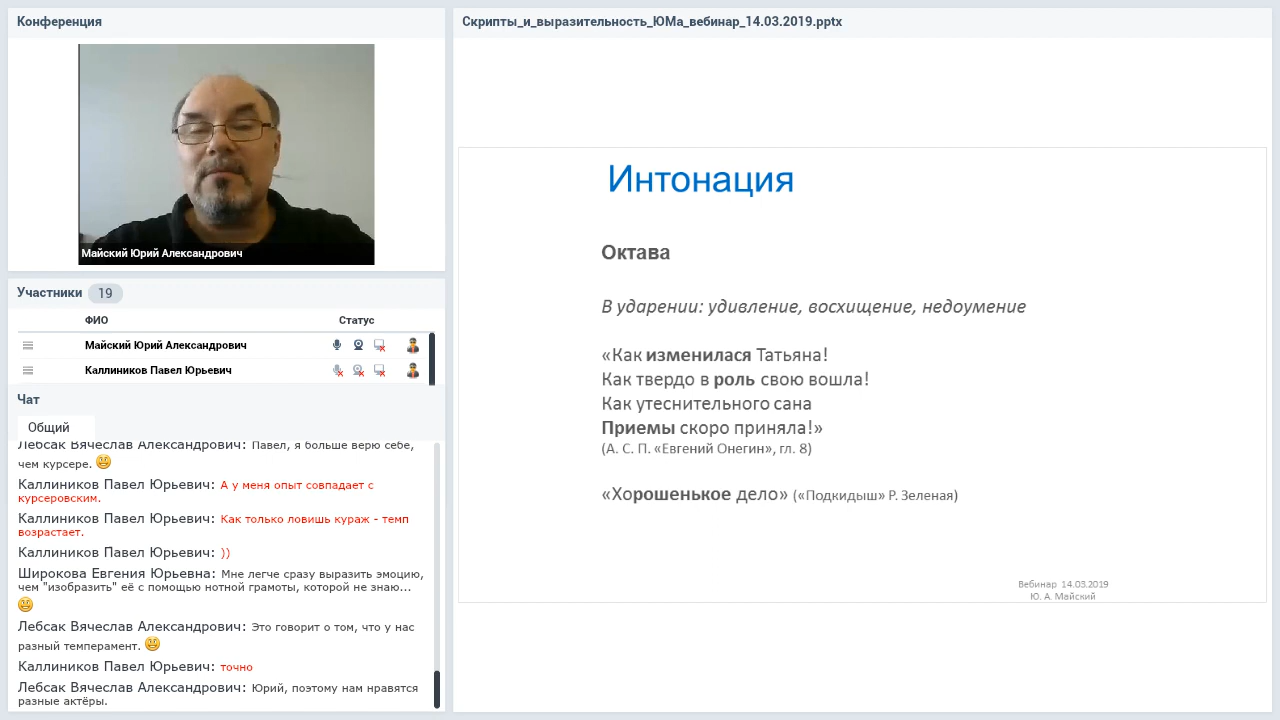 Конференция
Майский Юрий Александрович
Участники 19
ФИО Статус
Майский Юрий Александрович
Каллиников Павел Юрьевич
Чат
Общий
Лебсак Вячеслав Александрович: Павел, я больше верю себе,
чем курсере.
Каллиников Павел Юрьевич: А у меня опыт совпадает с
курсеровским.
Каллиников Павел Юрьевич: Как только ловишь кураж - темп
возрастает.
Каллиников Павел Юрьевич: ))
Широкова Евгения Юрьевна: Мне легче сразу выразить эмоцию,
чем "изобразить" её с помощью нотной грамоты, которой не знаю...
Лебсак Вячеслав Александрович: Это говорит о том, что у нас
разный темперамент.
Каллиников Павел Юрьевич: точно
Лебсак Вячеслав Александрович: Юрий, поэтому нам нравятся
разные актёры.
Скрипты_и_выразительность_ЮМа_вебинар_14.03.2019.pptx
Интонация
Октава
В ударении: удивление, восхищение, недоумение
«Как изменилася Татьяна!
Как твердо в роль свою вошла!
Как утеснительного сана
Приемы скоро приняла!»
(А. С. П. «Евгений Онегин», гл. 8)
«Хорошенькое дело» («Подкидыш» Р. Зеленая)
Вебинар 14.03.2019
Ю. А. Майский